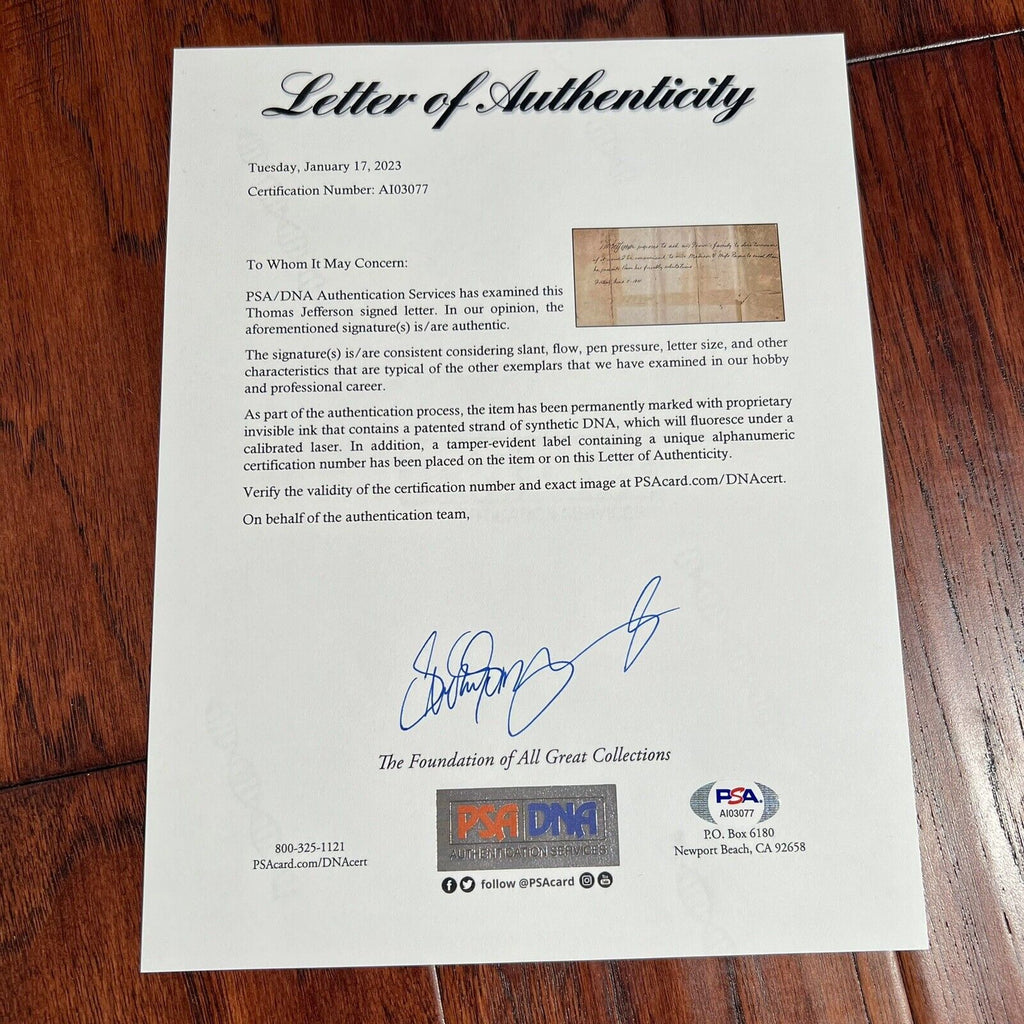 Letter of Authenticity
Tuesday, January 17, 2023
Certification Number: AI03077
To Whom It May Concern:
PSA/DNA Authentication Services has examined this
Thomas Jefferson signed letter. In our opinion, the
aforementioned signature(s) is/are authentic.
The signature(s) is/are consistent considering slant, flow, pen pressure, letter size, and other
characteristics that are typical of the other exemplars that we have examined in our hobby
and professional career.
As part of the authentication process, the item has been permanently marked with proprietary
invisible ink that contains a patented strand of synthetic DNA, which will fluoresce under a
calibrated laser. In addition, a tamper-evident label containing a unique alphanumeric
certification number has been placed on the item or on this Letter of Authenticity.
Verify the validity of the certification number and exact image at PSAcard.com/DNAcert.
On behalf of the authentication team,
The Foundation of All Great Collections
800-325-1121
PSAcard.com/DNAcert
PSA DNA
AUTHENTICATION SERVICES
follow @PSAcard
PSA
AI03077
P.O. Box 6180
Newport Beach, CA 92658